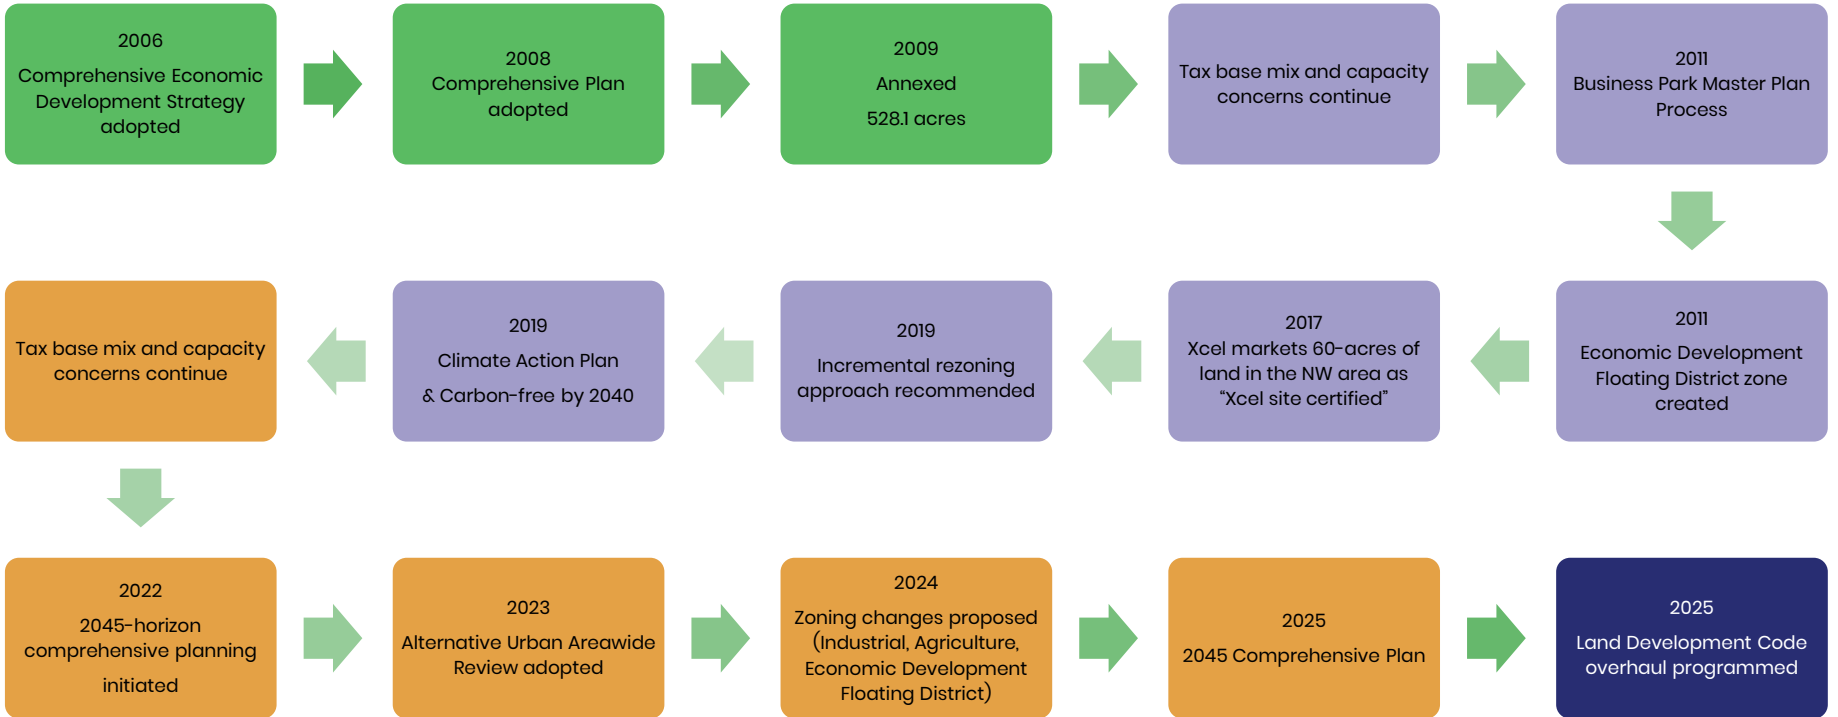 2006
Comprehensive Economic
Development Strategy
adopted
2008
Comprehensive Plan
adopted
2009
Annexed
528.1 acres
Tax base mix and capacity
concerns continue
2011
Business Park Master Plan
Process
2011
Economic Development
Floating District zone
created
2017
Xcel markets 60-acres of
land in the NW area as
“Xcel site certified”
2019
Incremental rezoning
approach recommended
2019
Climate Action Plan
& Carbon-free by 2040
Tax base mix and capacity
concerns continue
2022
2045-horizon
comprehensive planning
initiated
2023
Alternative Urban Areawide
Review adopted
2024
Zoning changes proposed
(Industrial, Agriculture,
Economic Development
Floating District)
2025
2045 Comprehensive Plan
2025
Land Development Code
overhaul programmed